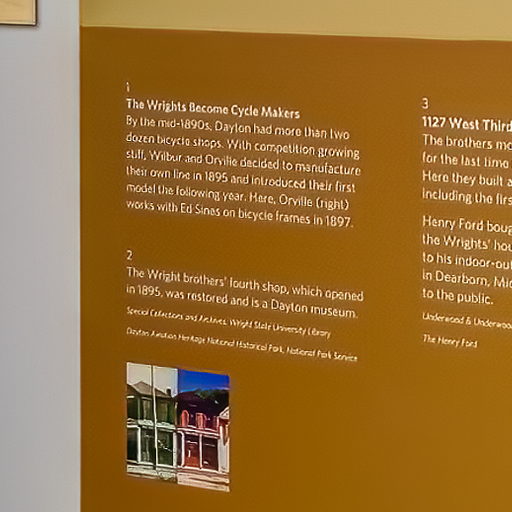 1
The Wrights Become Cycle Makers
By the mid-1890s, Dayton had more than two
dozen bicycle shops. With competition growing
stiff, Wilbur and Orville decided to manufacture
their own line in 1895 and introduced their first
model the following year. Here, Orville (right)
works with Ed Sines on bicycle frames in 1897.
2
The Wright brothers' fourth shop, which opened
in 1895, was restored and is a Dayton museum.
Special Collections and Archives, Wright State University Library
Dayton Aviation Heritage National Historical Park, National Park Service
3
1127 West Third
The brothers mo
for the last time
Here they built a
including the firs
Henry Ford boug
the Wrights' hou
to his indoor-out
in Dearborn, Mic
to the public.
Underwood & Underwoo
The Henry Ford